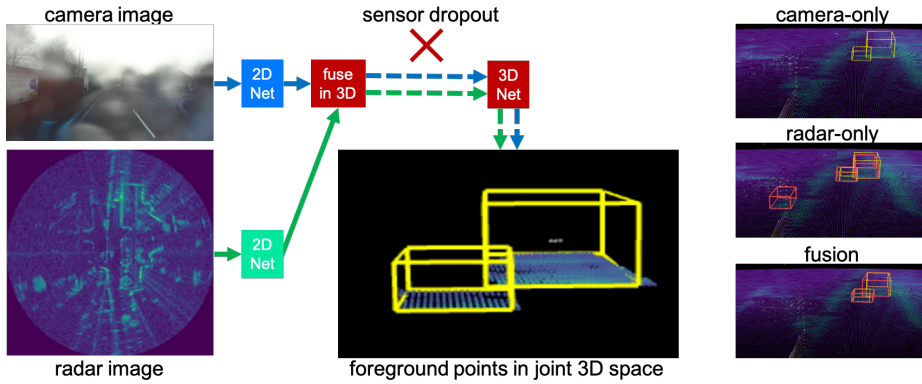 camera image
sensor dropout
camera-only
2D
Net
fuse
in 3D
3D
Net
radar-only
2D
Net
fusion
radar image
foreground points in joint 3D space